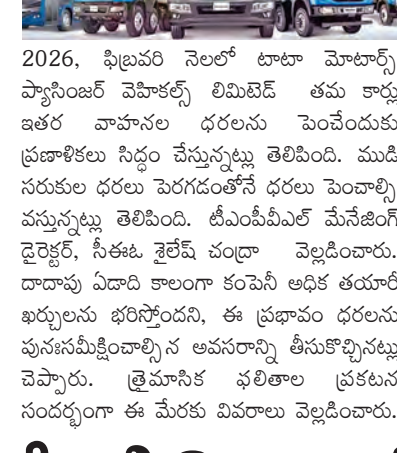 2026, ఫిబ్రవరి నెలలో టాటా మోటార్స్
ప్యాసింజర్ వెహికల్స్ లిమిటెడ్ తమ కార్లు
ఇతర వాహనల ధరలను పెంచేందుకు
ప్రణాళికలు సిద్ధం చేస్తున్నట్లు తెలిపింది. ముడి
సరుకుల ధరలు పెరగడంతోనే ధరలు పెంచాల్సి
వస్తున్నట్లు తెలిపింది. టీఎంపీవీఎల్ మేనేజింగ్
డైరెక్టర్, సీఈఓ శైలేష్ చంద్రా వెల్లడించారు.
దాదాపు ఏడాది కాలంగా కంపెనీ అధిక తయారీ
ఖర్చులను భరిస్తోందని, ఈ ప్రభావం ధరలను
పునఃసమీక్షించాల్సిన అవసరాన్ని తీసుకొచ్చినట్లు
చెప్పారు. త్రైమాసిక ఫలితాల ప్రకటన
సందర్భంగా ఈ మేరకు వివరాలు వెల్లడించారు.